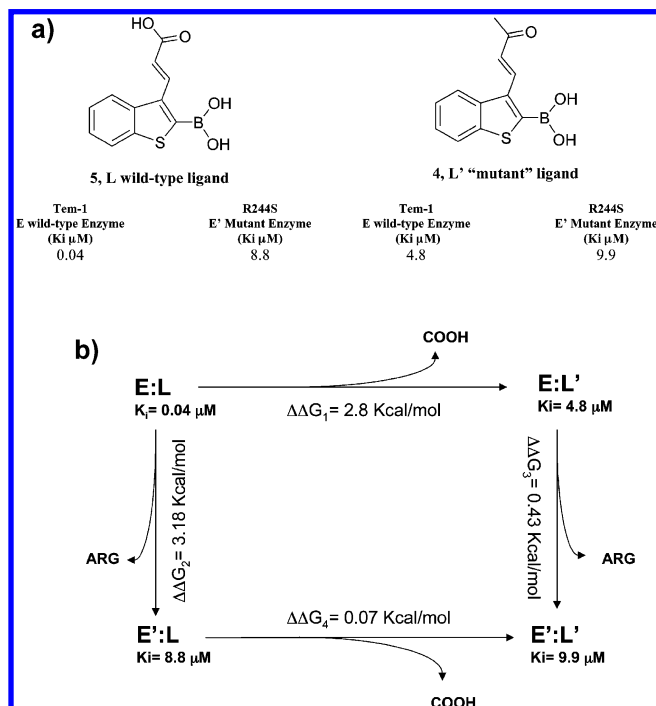 a)
HO
O
O
OH
B
OH
S
OH
B
OH
S
5, L wild-type ligand
4, L' “mutant” ligand
Tem-1
E wild-type Enzyme
(Ki µM)
0.04
R244S
E' Mutant Enzyme
(Ki µM)
8.8
Tem-1
E wild-type Enzyme
(Ki µM)
4.8
R244S
E' Mutant Enzyme
(Ki µM)
9.9
b)
COOH
E:L
Ki= 0.04 µM
ΔΔG1= 2.8 Kcal/mol
E:L'
Ki= 4.8 µM
ARG
ΔΔG2= 3.18 Kcal/mol
ΔΔG3= 0.43 Kcal/mol
ARG
E':L
Ki= 8.8 µM
ΔΔG4= 0.07 Kcal/mol
E':L'
Ki= 9.9 µM
COOH